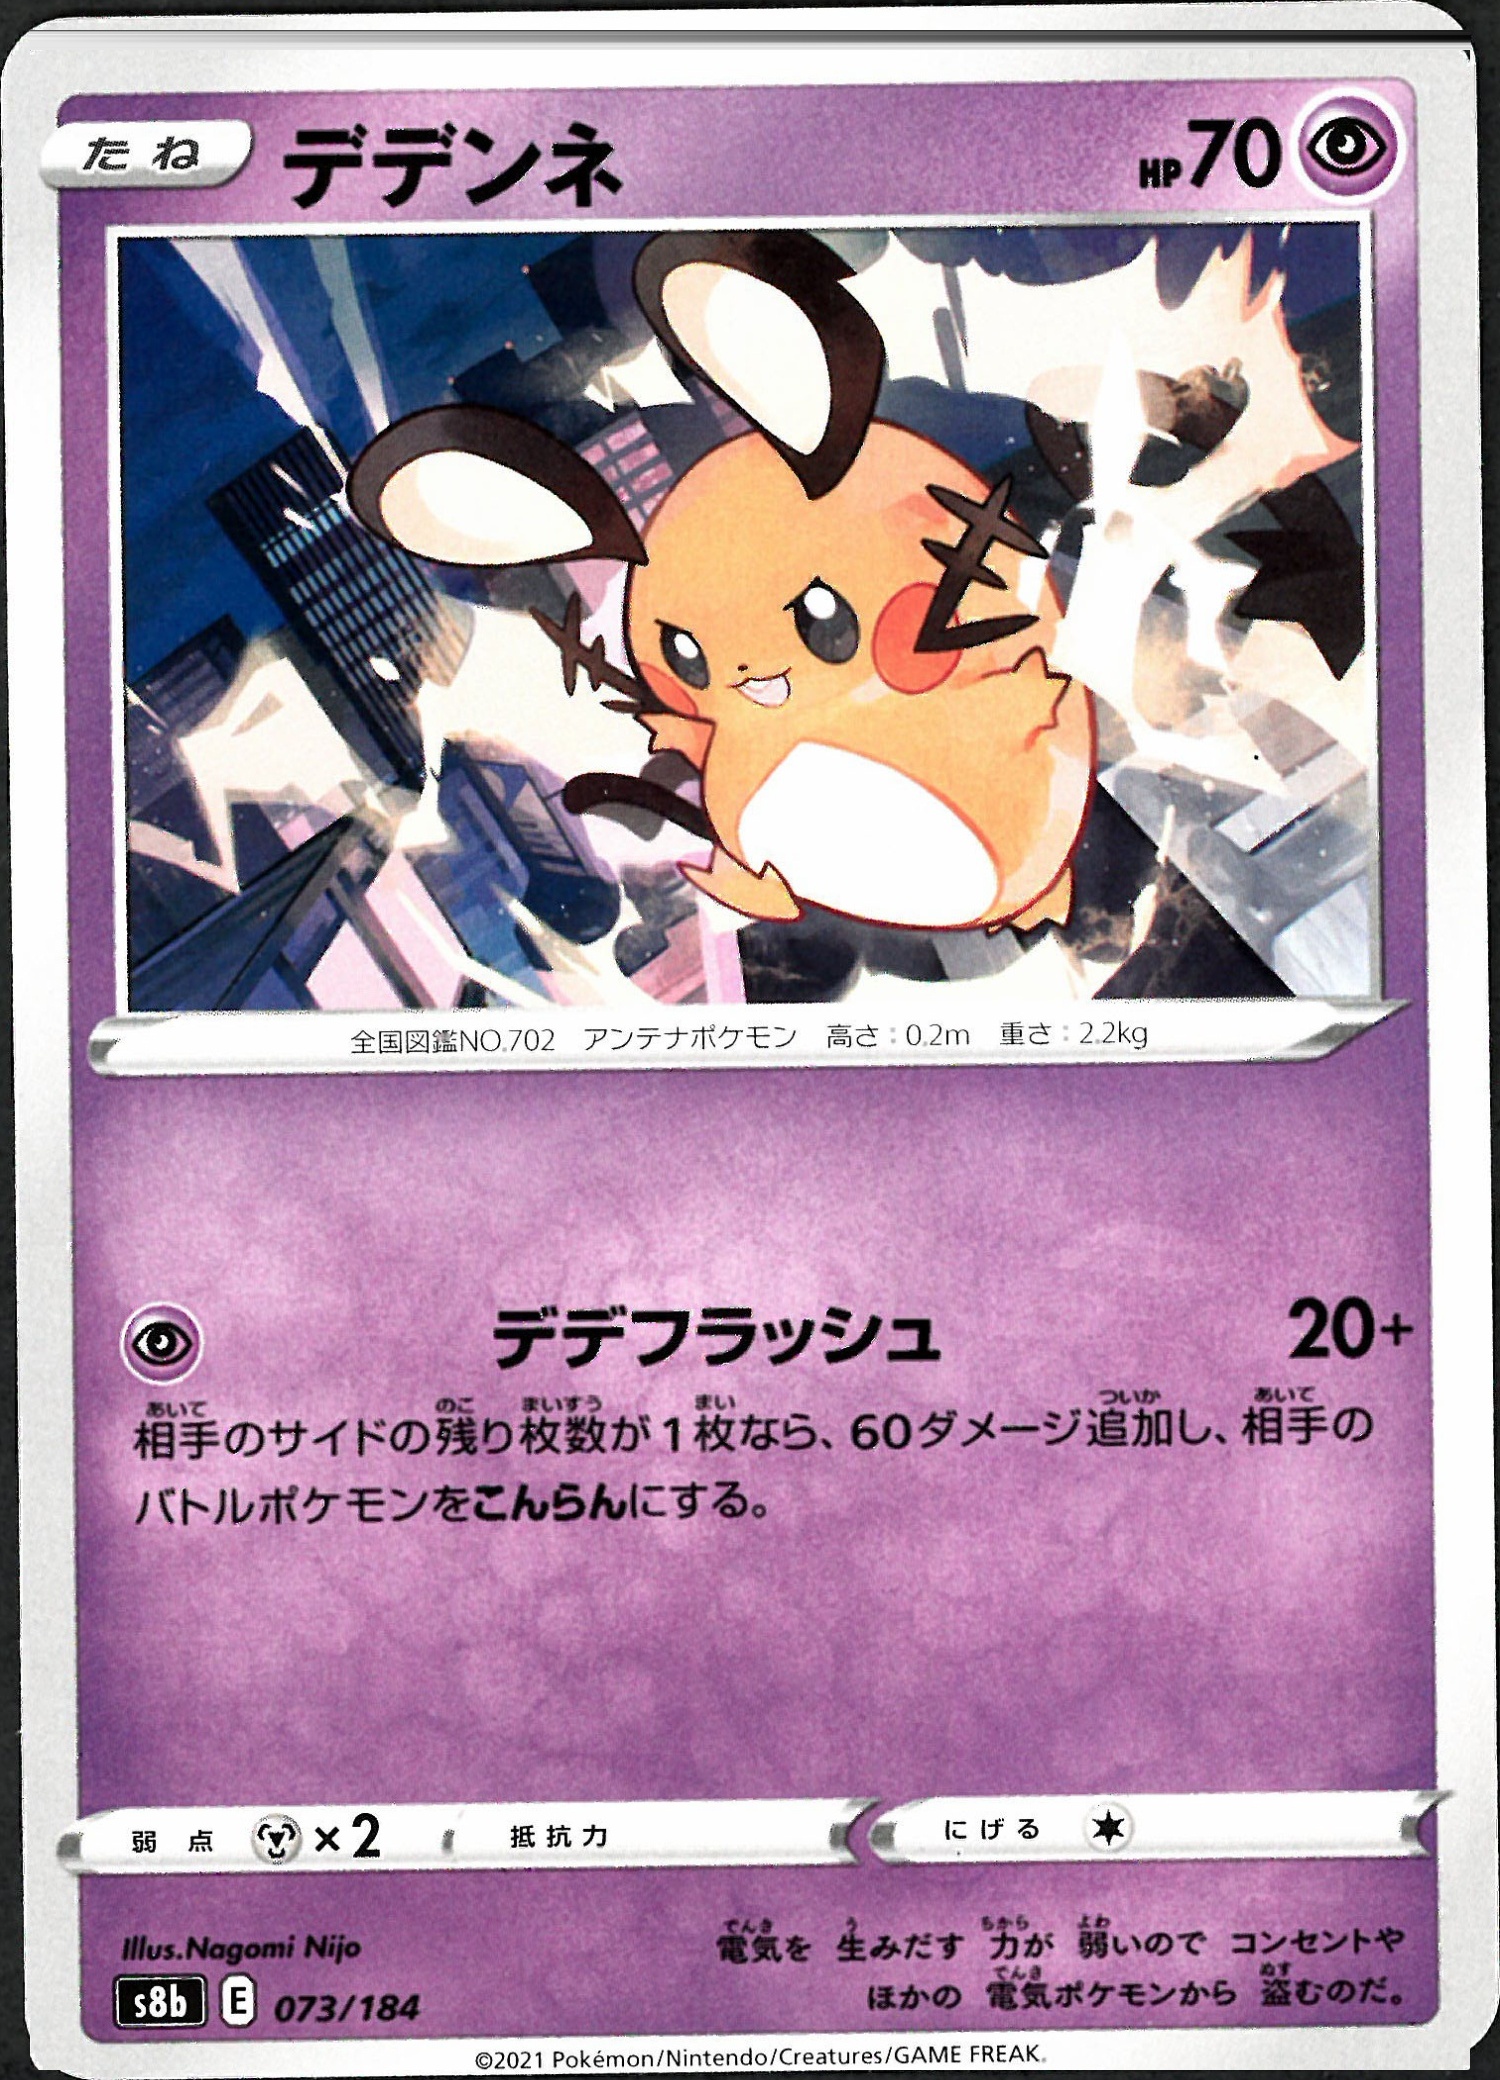 たね デデンネ HP70
全国図鑑NO.702 アンテナポケモン 高さ:0.2m 重さ:2.2kg
デデフラッシュ 20+
相手のサイドの残り枚数が1枚なら、60ダメージ追加し、相手の
バトルポケモンをこんらんにする。
弱点 ×2 抵抗力 にげる
Illus.Nagomi Nijo
電気を 生みだす 力が 弱いので コンセントや
ほかの 電気ポケモンから 盗むのだ。
s8b E 073/184
©2021 Pokémon/Nintendo/Creatures/GAME FREAK.